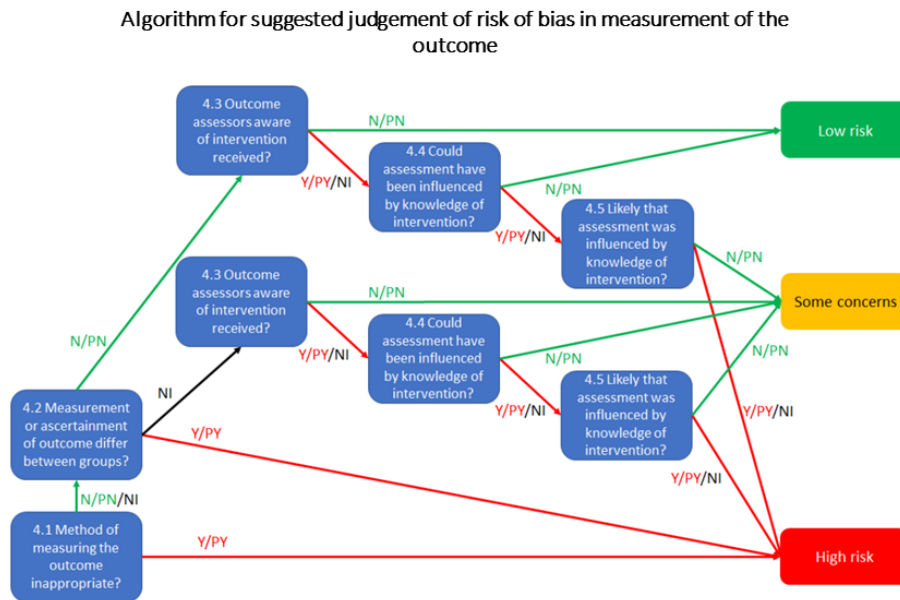 Algorithm for suggested judgement of risk of bias in measurement of the
outcome
4.3 Outcome
assessors aware
of intervention
received?
N/PN
Low risk
Y/PY/NI
4.4 Could
assessment have
been influenced
by knowledge of
intervention?
N/PN
Y/PY/NI
4.5 Likely that
assessment was
influenced by
knowledge of
intervention?
N/PN
4.3 Outcome
assessors aware
of intervention
received?
N/PN
Some concerns
N/PN
Y/PY/NI
4.4 Could
assessment have
been influenced
by knowledge of
intervention?
N/PN
N/PN
NI
Y/PY/NI
4.5 Likely that
assessment was
influenced by
knowledge of
intervention?
Y/PY/NI
4.2 Measurement
or ascertainment
of outcome differ
between groups?
Y/PY
Y/PY/NI
N/PN/NI
4.1 Method of
measuring the
outcome
inappropriate?
Y/PY
High risk